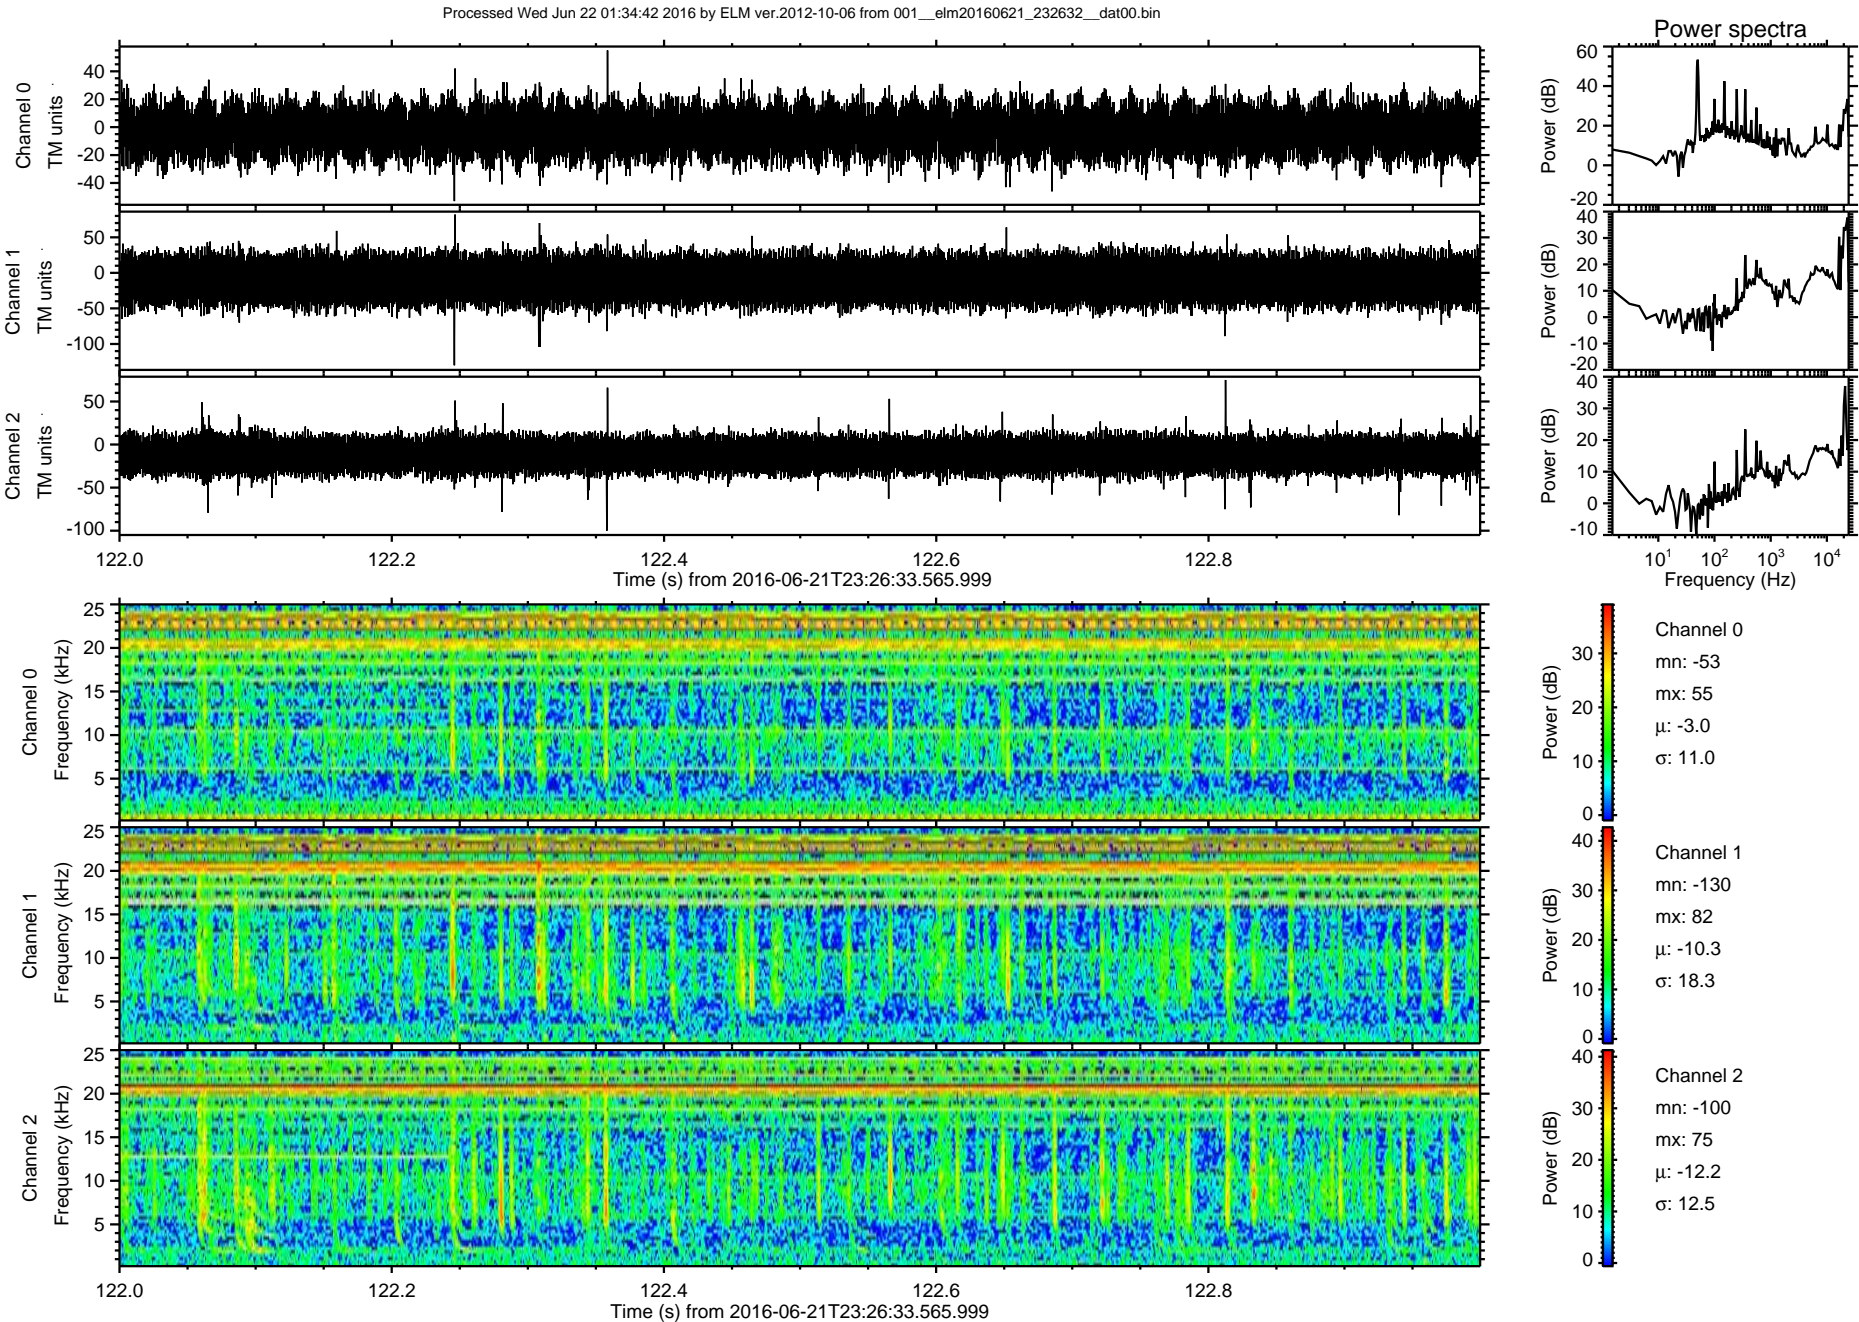 Processed Wed Jun 22 01:34:42 2016 by ELM ver.2012-10-06 from 001__elm20160621_232632__dat00.bin
Power spectra
Channel 0
TM units
40
20
0
-20
-40
Power (dB)
60
40
20
0
-20
Channel 1
TM units
50
0
-50
-100
Power (dB)
40
30
20
10
0
-10
-20
Channel 2
TM units
50
0
-50
-100
Power (dB)
40
30
20
10
0
-10
122.0 122.2 122.4 122.6 122.8
Time (s) from 2016-06-21T23:26:33.565.999
10^1 10^2 10^3 10^4
Frequency (Hz)
Channel 0
Frequency (kHz)
25
20
15
10
5
Power (dB)
30
20
10
0
Channel 0
mn: -53
mx: 55
μ: -3.0
σ: 11.0
Channel 1
Frequency (kHz)
25
20
15
10
5
Power (dB)
40
30
20
10
0
Channel 1
mn: -130
mx: 82
μ: -10.3
σ: 18.3
Channel 2
Frequency (kHz)
25
20
15
10
5
Power (dB)
40
30
20
10
0
Channel 2
mn: -100
mx: 75
μ: -12.2
σ: 12.5
122.0 122.2 122.4 122.6 122.8
Time (s) from 2016-06-21T23:26:33.565.999